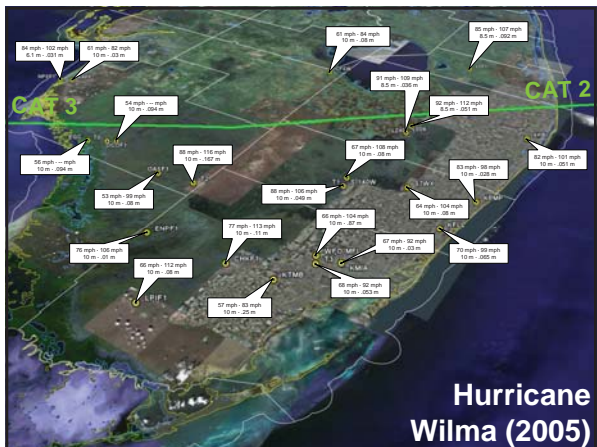 84 mph - 102 mph
6.1 m - .031 m
61 mph - 82 mph
10 m - .03 m
61 mph - 84 mph
10 m - .08 m
85 mph - 107 mph
8.5 m - .092 m
91 mph - 109 mph
8.5 m - .036 m
92 mph - 112 mph
8.5 m - .051 m
CAT 3
CAT 2
54 mph - -- mph
10 m - .094 m
56 mph - -- mph
10 m - .094 m
53 mph - 99 mph
10 m - .08 m
88 mph - 116 mph
10 m - .167 m
67 mph - 108 mph
10 m - .08 m
88 mph - 106 mph
10 m - .049 m
82 mph - 101 mph
10 m - .051 m
83 mph - 98 mph
10 m - .028 m
64 mph - 104 mph
10 m - .08 m
76 mph - 106 mph
10 m - .01 m
ENPF1
77 mph - 113 mph
10 m - .11 m
CHKF1
66 mph - 104 mph
10 m - .87 m
67 mph - 92 mph
10 m - .03 m
70 mph - 99 mph
10 m - .065 m
66 mph - 112 mph
10 m - .08 m
LPIF1
57 mph - 83 mph
10 m - .25 m
KTMB
68 mph - 92 mph
10 m - .053 m
Hurricane
Wilma (2005)